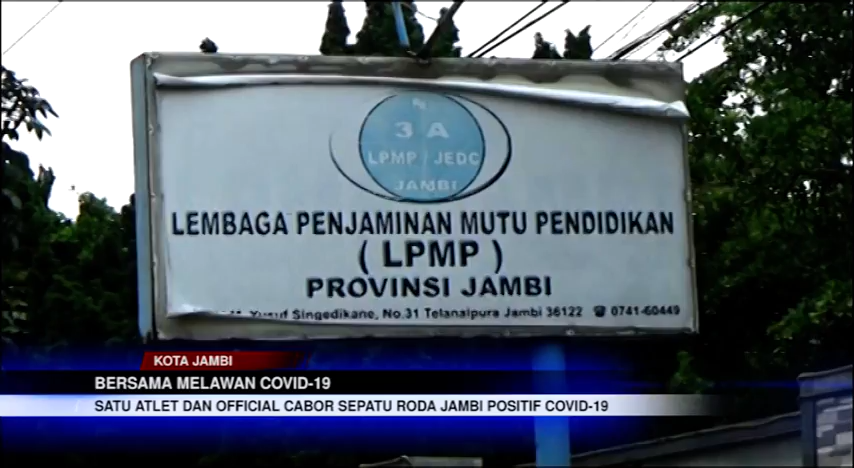 3 A
LPMP / JEDC
JAMBI
LEMBAGA PENJAMINAN MUTU PENDIDIKAN
( LPMP )
PROVINSI JAMBI
Yusuf Singedikane, No.31 Telanaipura Jambi 36122 ☎ 0741-60449
KOTA JAMBI
BERSAMA MELAWAN COVID-19
SATU ATLET DAN OFFICIAL CABOR SEPATU RODA JAMBI POSITIF COVID-19